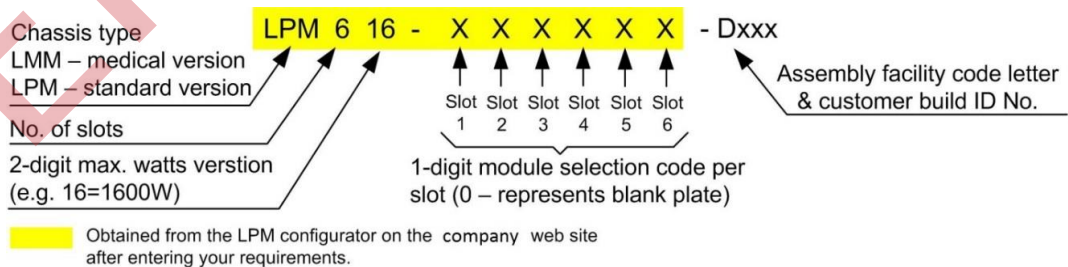 Chassis type
LMM – medical version
LPM – standard version
No. of slots
2-digit max. watts verstion
(e.g. 16=1600W)
LPM 6 16 - X X X X X X - Dxxx
Slot Slot Slot Slot Slot Slot
1 2 3 4 5 6
1-digit module selection code per
slot (0 – represents blank plate)
Assembly facility code letter
& customer build ID No.
Obtained from the LPM configurator on the company web site
after entering your requirements.